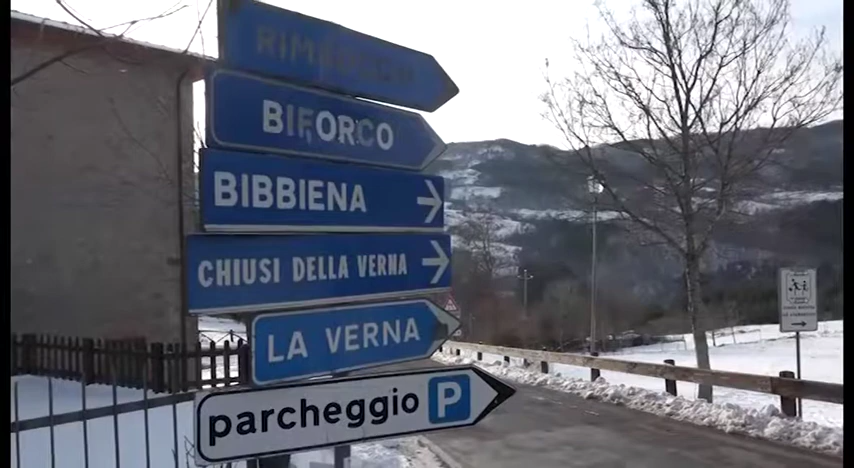 BIFORCO
BIBBIENA
CHIUSI DELLA VERNA
LA VERNA
parcheggio P